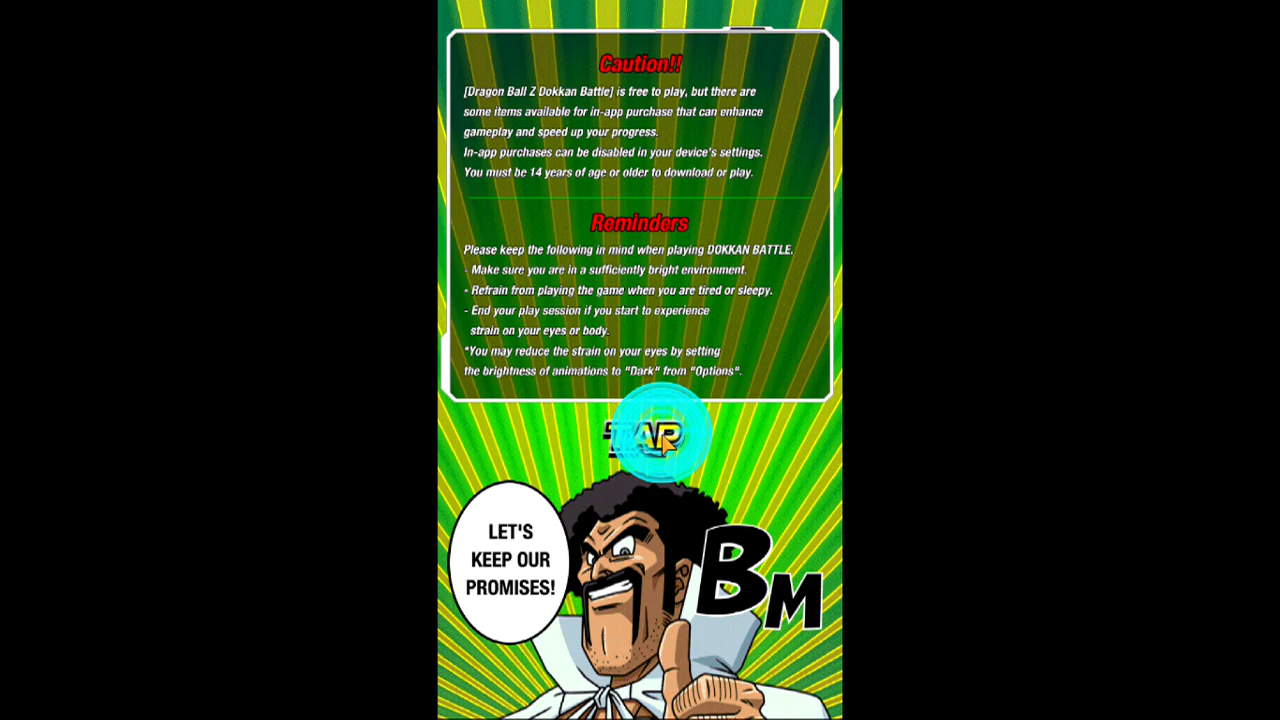 Caution!!
[Dragon Ball Z Dokkan Battle] is free to play, but there are
some items available for in-app purchase that can enhance
gameplay and speed up your progress.
In-app purchases can be disabled in your device's settings.
You must be 14 years of age or older to download or play.
Reminders
Please keep the following in mind when playing DOKKAN BATTLE.
- Make sure you are in a sufficiently bright environment.
- Refrain from playing the game when you are tired or sleepy.
- End your play session if you start to experience
strain on your eyes or body.
*You may reduce the strain on your eyes by setting
the brightness of animations to "Dark" from "Options".
TAP
LET'S
KEEP OUR
PROMISES!
BM